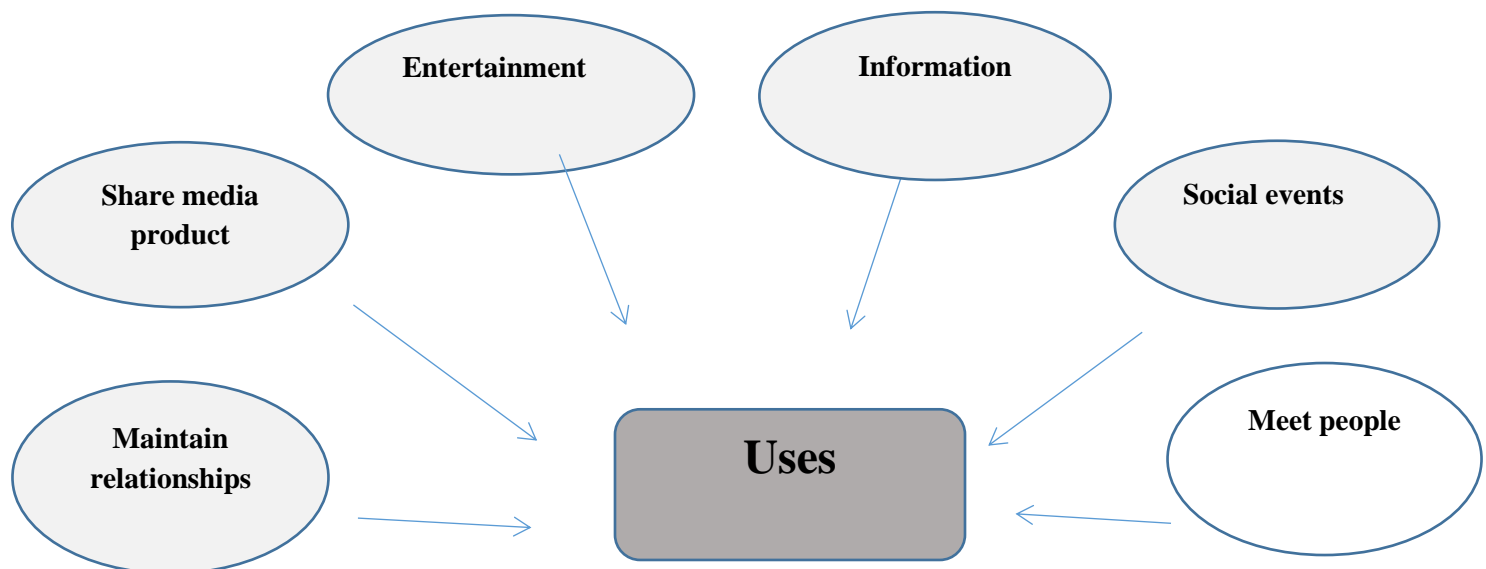 Entertainment
Information
Share media
product
Social events
Maintain
relationships
Uses
Meet people